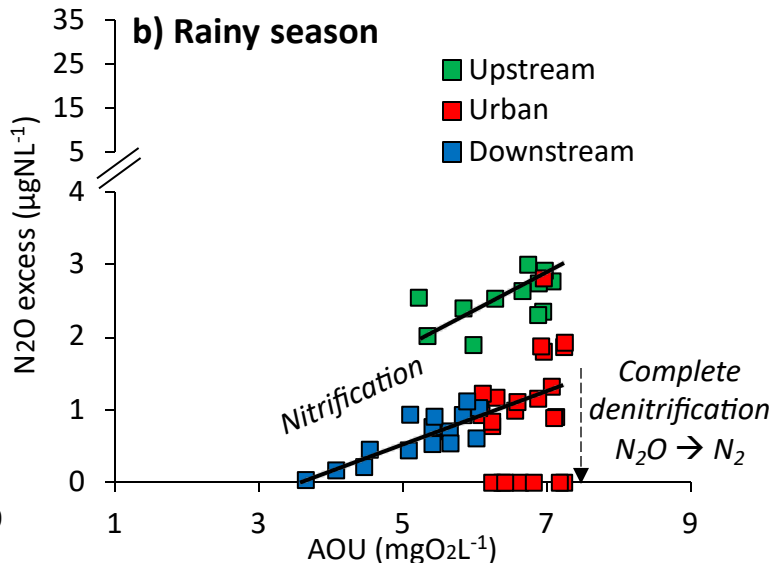 b) Rainy season
N2O excess (µgNL⁻¹)
35
25
15
5
4
3
2
1
0
Upstream
Urban
Downstream
Nitrification
Complete
denitrification
N₂O → N₂
1
3
5
7
9
AOU (mgO₂L⁻¹)